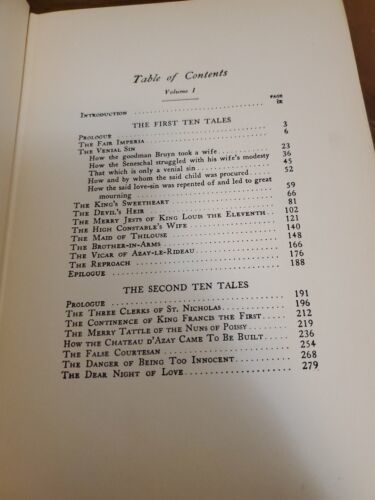 Table of Contents
Volume I
PAGE
INTRODUCTION ix
THE FIRST TEN TALES
PROLOGUE 3
THE FAIR IMPERIA 6
THE VENIAL SIN
How the goodman Bruyn took a wife 23
How the Seneschal struggled with his wife's modesty 36
That which is only a venial sin 45
How and by whom the said child was procured 52
How the said love-sin was repented of and led to great
mourning 59
THE KING'S SWEETHEART 66
THE DEVIL'S HEIR 81
THE MERRY JESTS OF KING LOUIS THE ELEVENTH 102
THE HIGH CONSTABLE'S WIFE 121
THE MAID OF THILOUSE 140
THE BROTHER-IN-ARMS 148
THE VICAR OF AZAY-LE-RIDEAU 166
THE REPROACH 176
EPILOGUE 188
THE SECOND TEN TALES
PROLOGUE 191
THE THREE CLERKS OF ST. NICHOLAS 196
THE CONTINENCE OF KING FRANCIS THE FIRST 212
THE MERRY TATTLE OF THE NUNS OF POISSY 219
HOW THE CHATEAU D'AZAY CAME TO BE BUILT 236
THE FALSE COURTESAN 254
THE DANGER OF BEING TOO INNOCENT 268
THE DEAR NIGHT OF LOVE 279